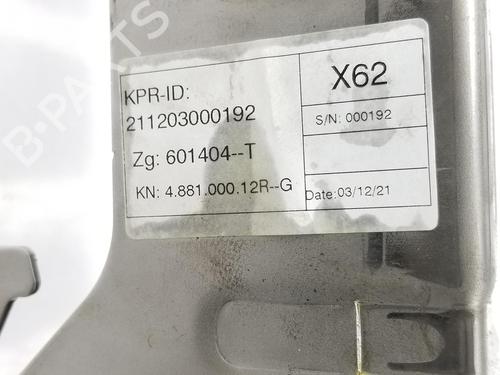 B-PARTS
KPR-ID:
211203000192
X62
S/N: 000192
Zg: 601404--T
KN: 4.881.000.12R--G
Date: 03/12/21